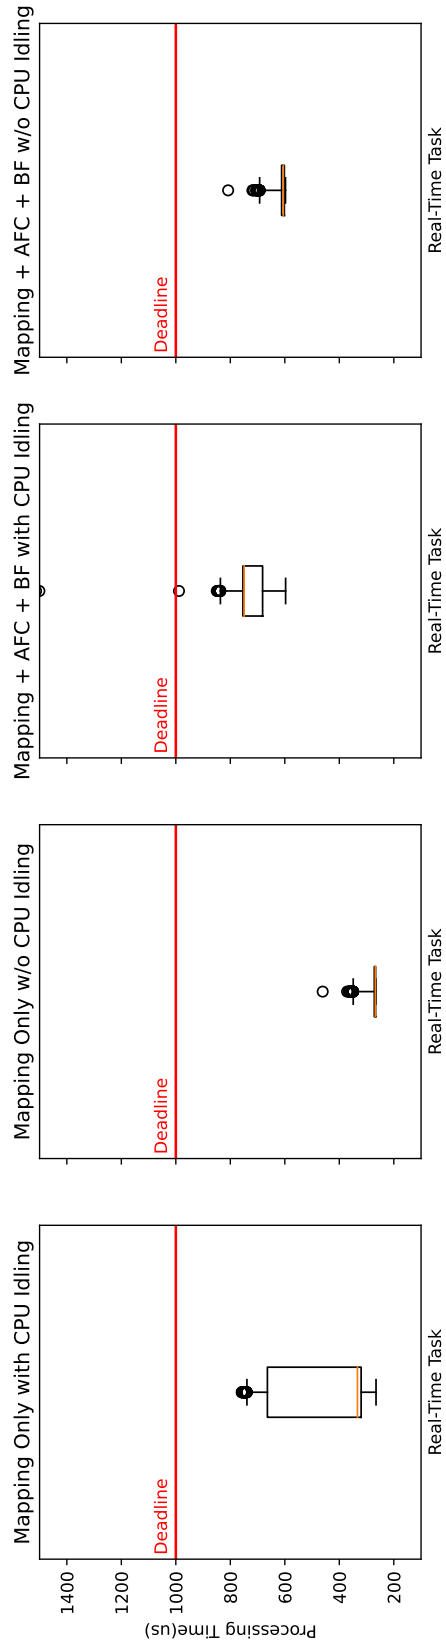 Mapping Only with CPU Idling
Processing Time(us)
1400
1200
1000
800
600
400
200
Deadline
Real-Time Task
Mapping Only w/o CPU Idling
Deadline
Real-Time Task
Mapping + AFC + BF with CPU Idling
Deadline
Real-Time Task
Mapping + AFC + BF w/o CPU Idling
Deadline
Real-Time Task